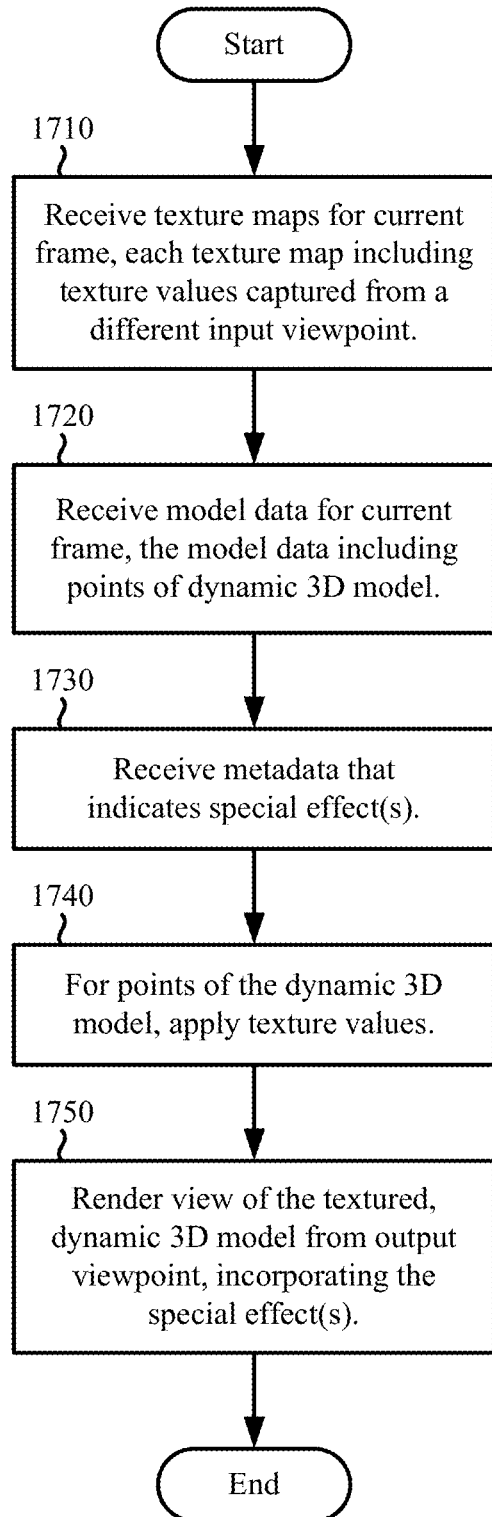 Start
1710
Receive texture maps for current
frame, each texture map including
texture values captured from a
different input viewpoint.
1720
Receive model data for current
frame, the model data including
points of dynamic 3D model.
1730
Receive metadata that
indicates special effect(s).
1740
For points of the dynamic 3D
model, apply texture values.
1750
Render view of the textured,
dynamic 3D model from output
viewpoint, incorporating the
special effect(s).
End